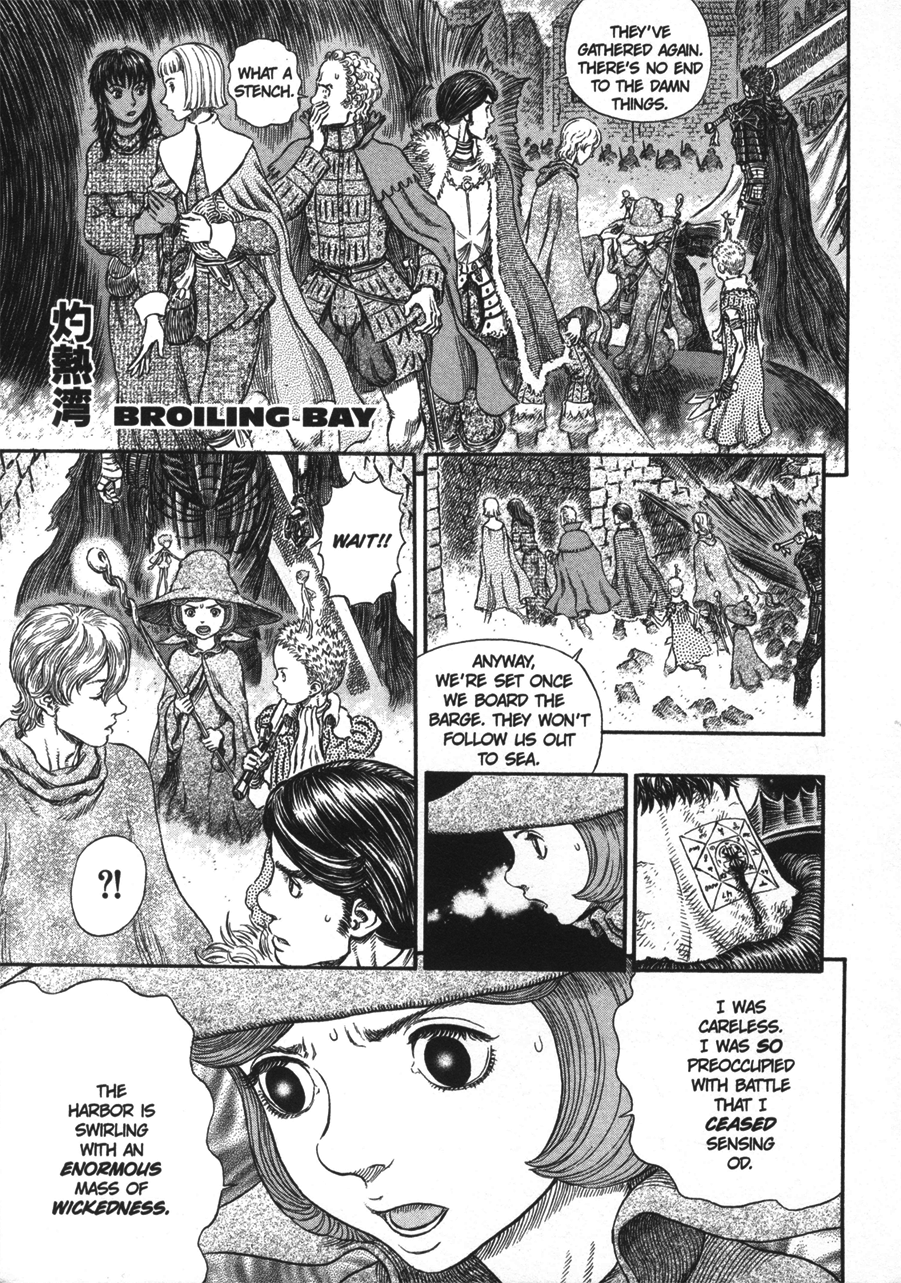 THEY'VE
GATHERED AGAIN.
THERE'S NO END
TO THE DAMN
THINGS.
WHAT A
STENCH.
灼熱湾
BROILING BAY
ANYWAY,
WE'RE SET ONCE
WE BOARD THE
BARGE. THEY WON'T
FOLLOW US OUT
TO SEA.
WAIT!!
?!
I WAS
CARELESS.
I WAS SO
PREOCCUPIED
WITH BATTLE
THAT I
CEASED
SENSING
OD.
THE
HARBOR IS
SWIRLING
WITH AN
ENORMOUS
MASS OF
WICKEDNESS.